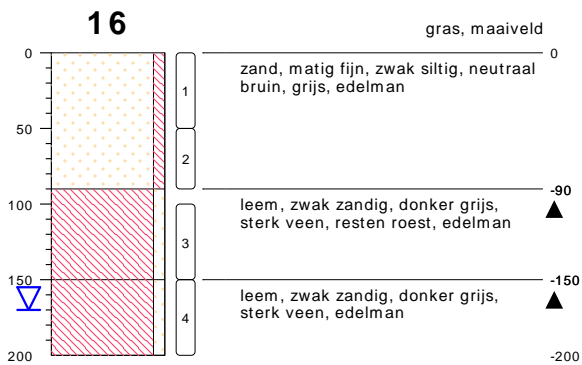 16
gras, maaiveld
0
0
zand, matig fijn, zwak siltig, neutraal
bruin, grijs, edelman
1
50
2
-90
leem, zwak zandig, donker grijs,
sterk veen, resten roest, edelman
100
3
150
-150
leem, zwak zandig, donker grijs,
sterk veen, edelman
4
200
-200